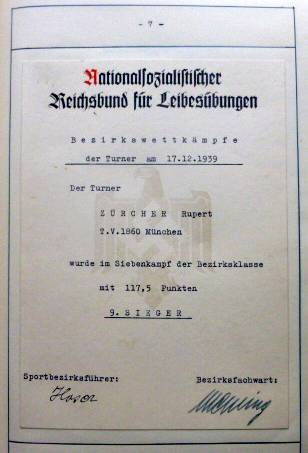 - 7 -
Nationalsozialistischer
Reichsbund für Leibesübungen
Bezirkswettkämpfe
der Turner am 17.12.1939
Der Turner
ZÜRCHER Rupert
T.V.1860 München
wurde im Siebenkampf der Bezirksklasse
mit 117,5 Punkten
9. SIEGER
Sportbezirksführer:
Bezirksfachwart: